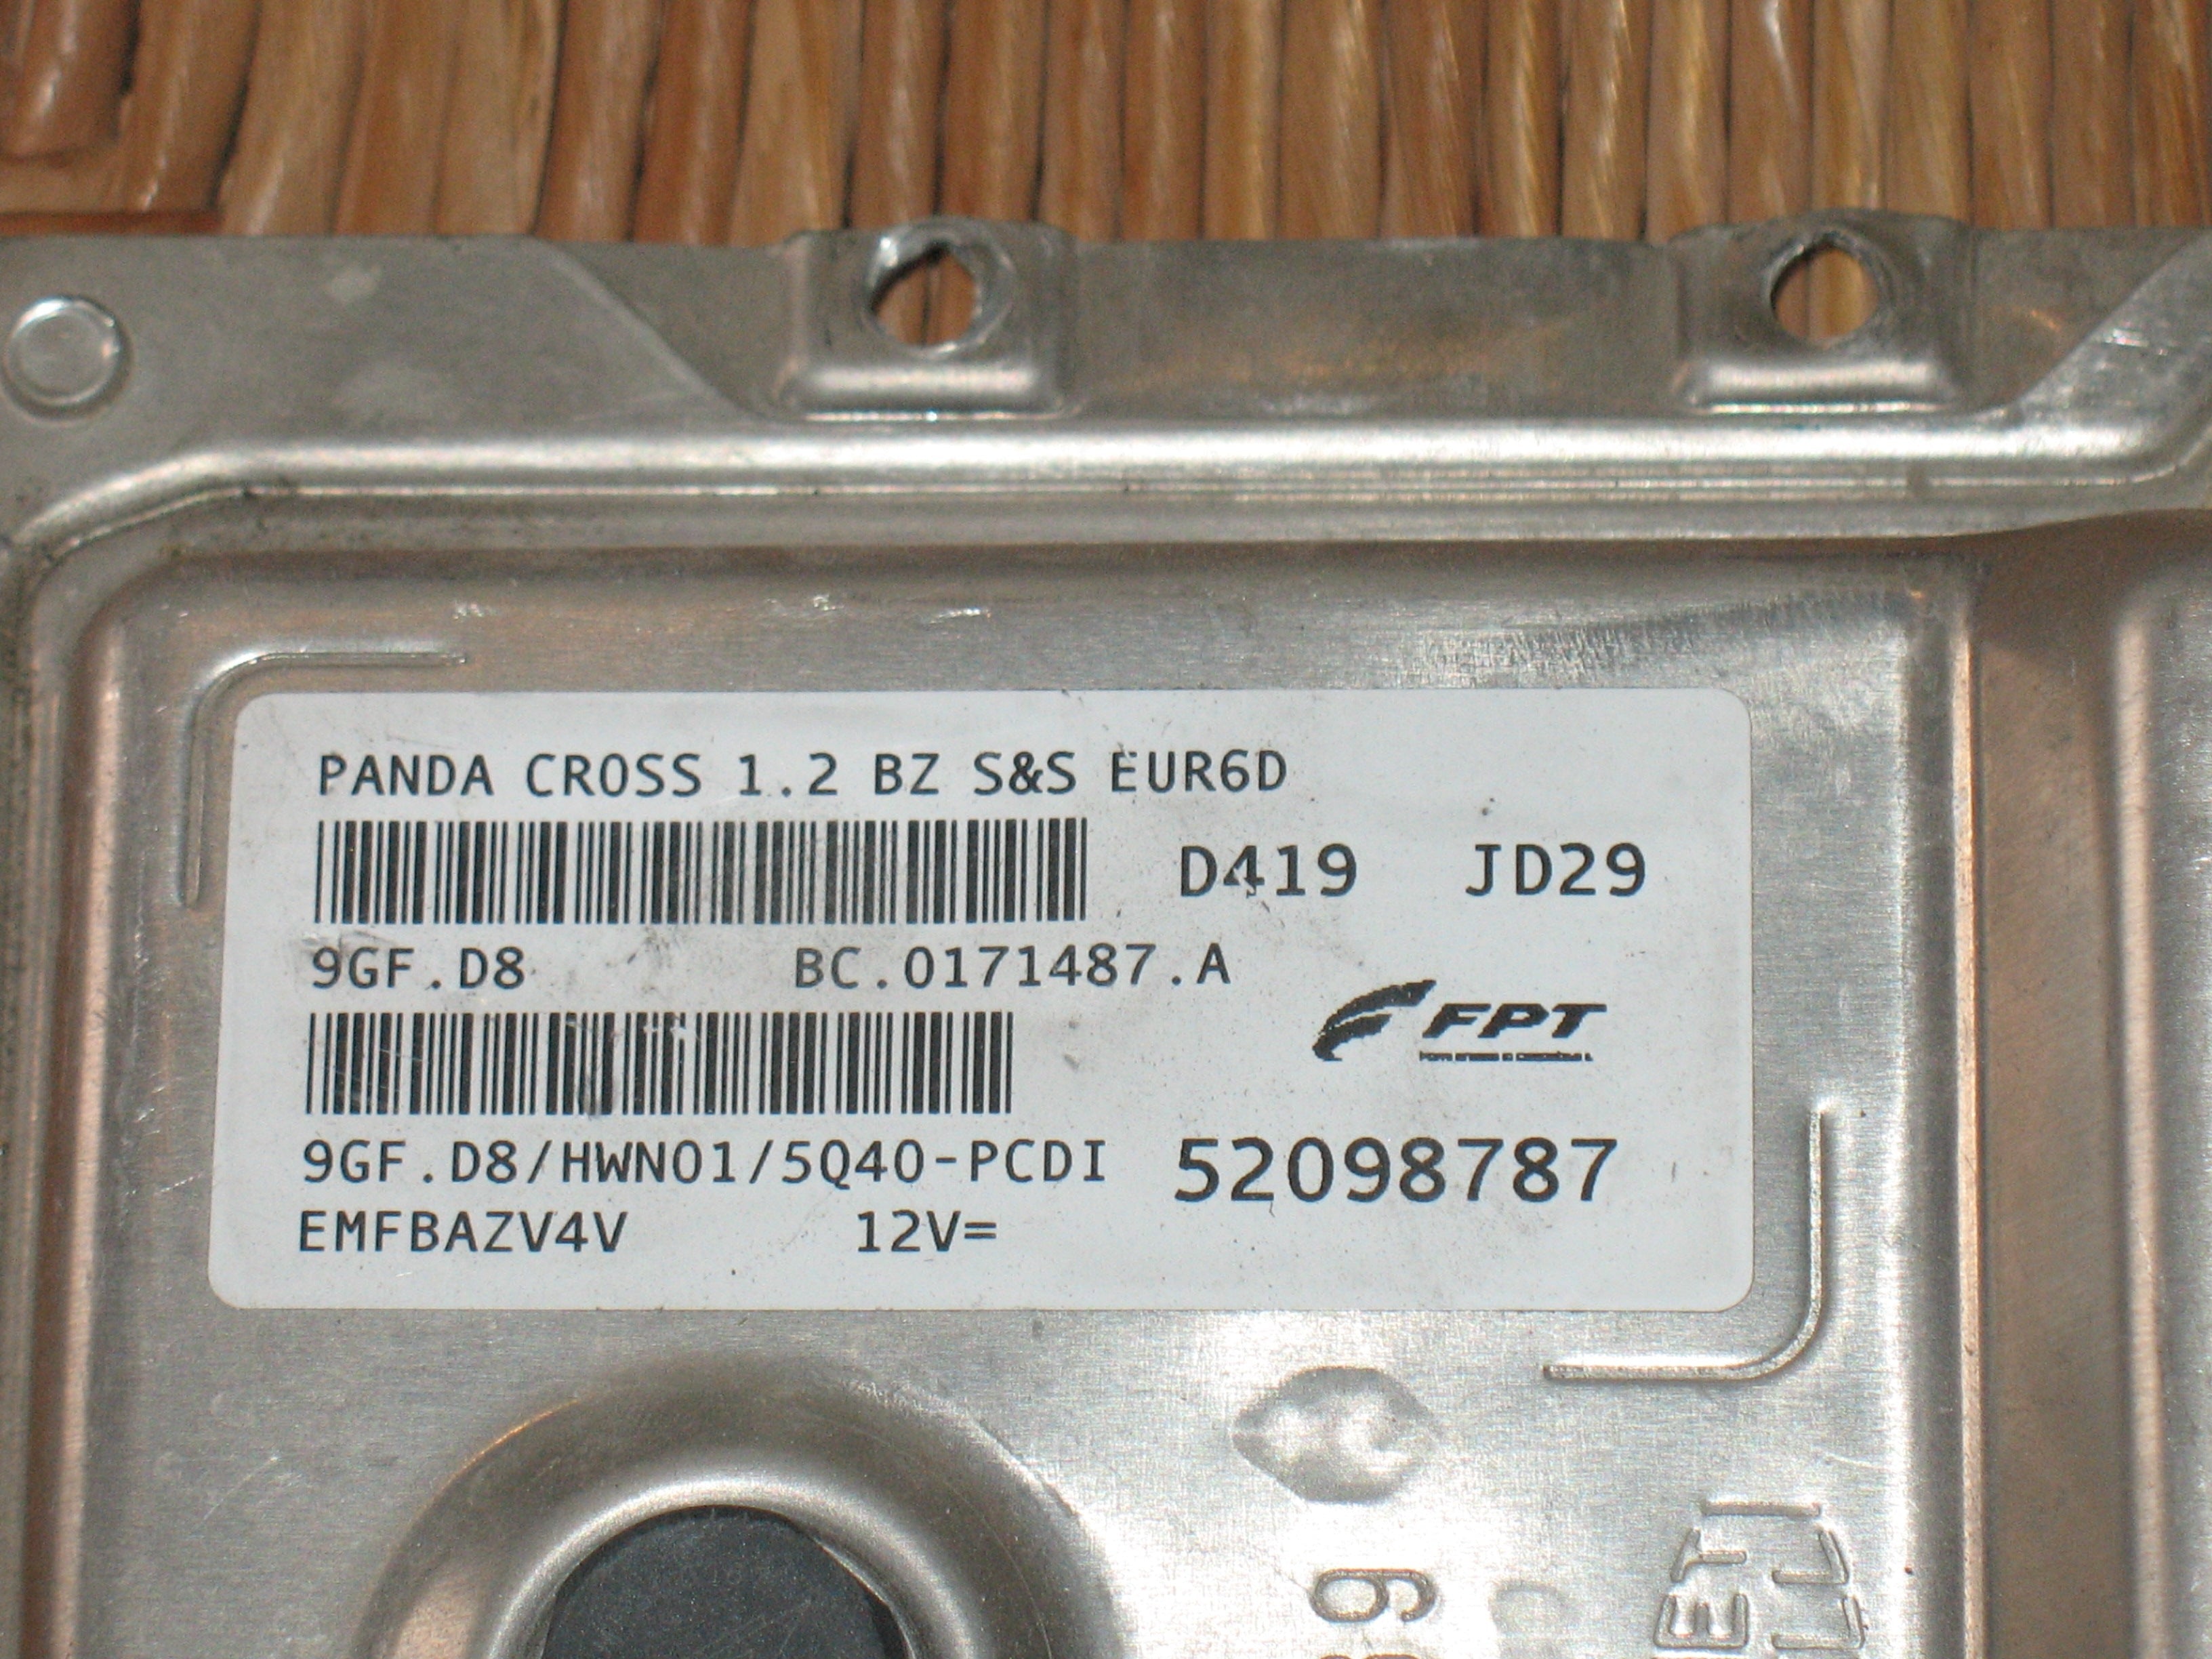 PANDA CROSS 1.2 BZ S&S EUR6D
D419 JD29
9GF.D8 BC.0171487.A
FPT
9GF.D8/HWN01/5Q40-PCDI 52098787
EMFBAZV4V 12V=